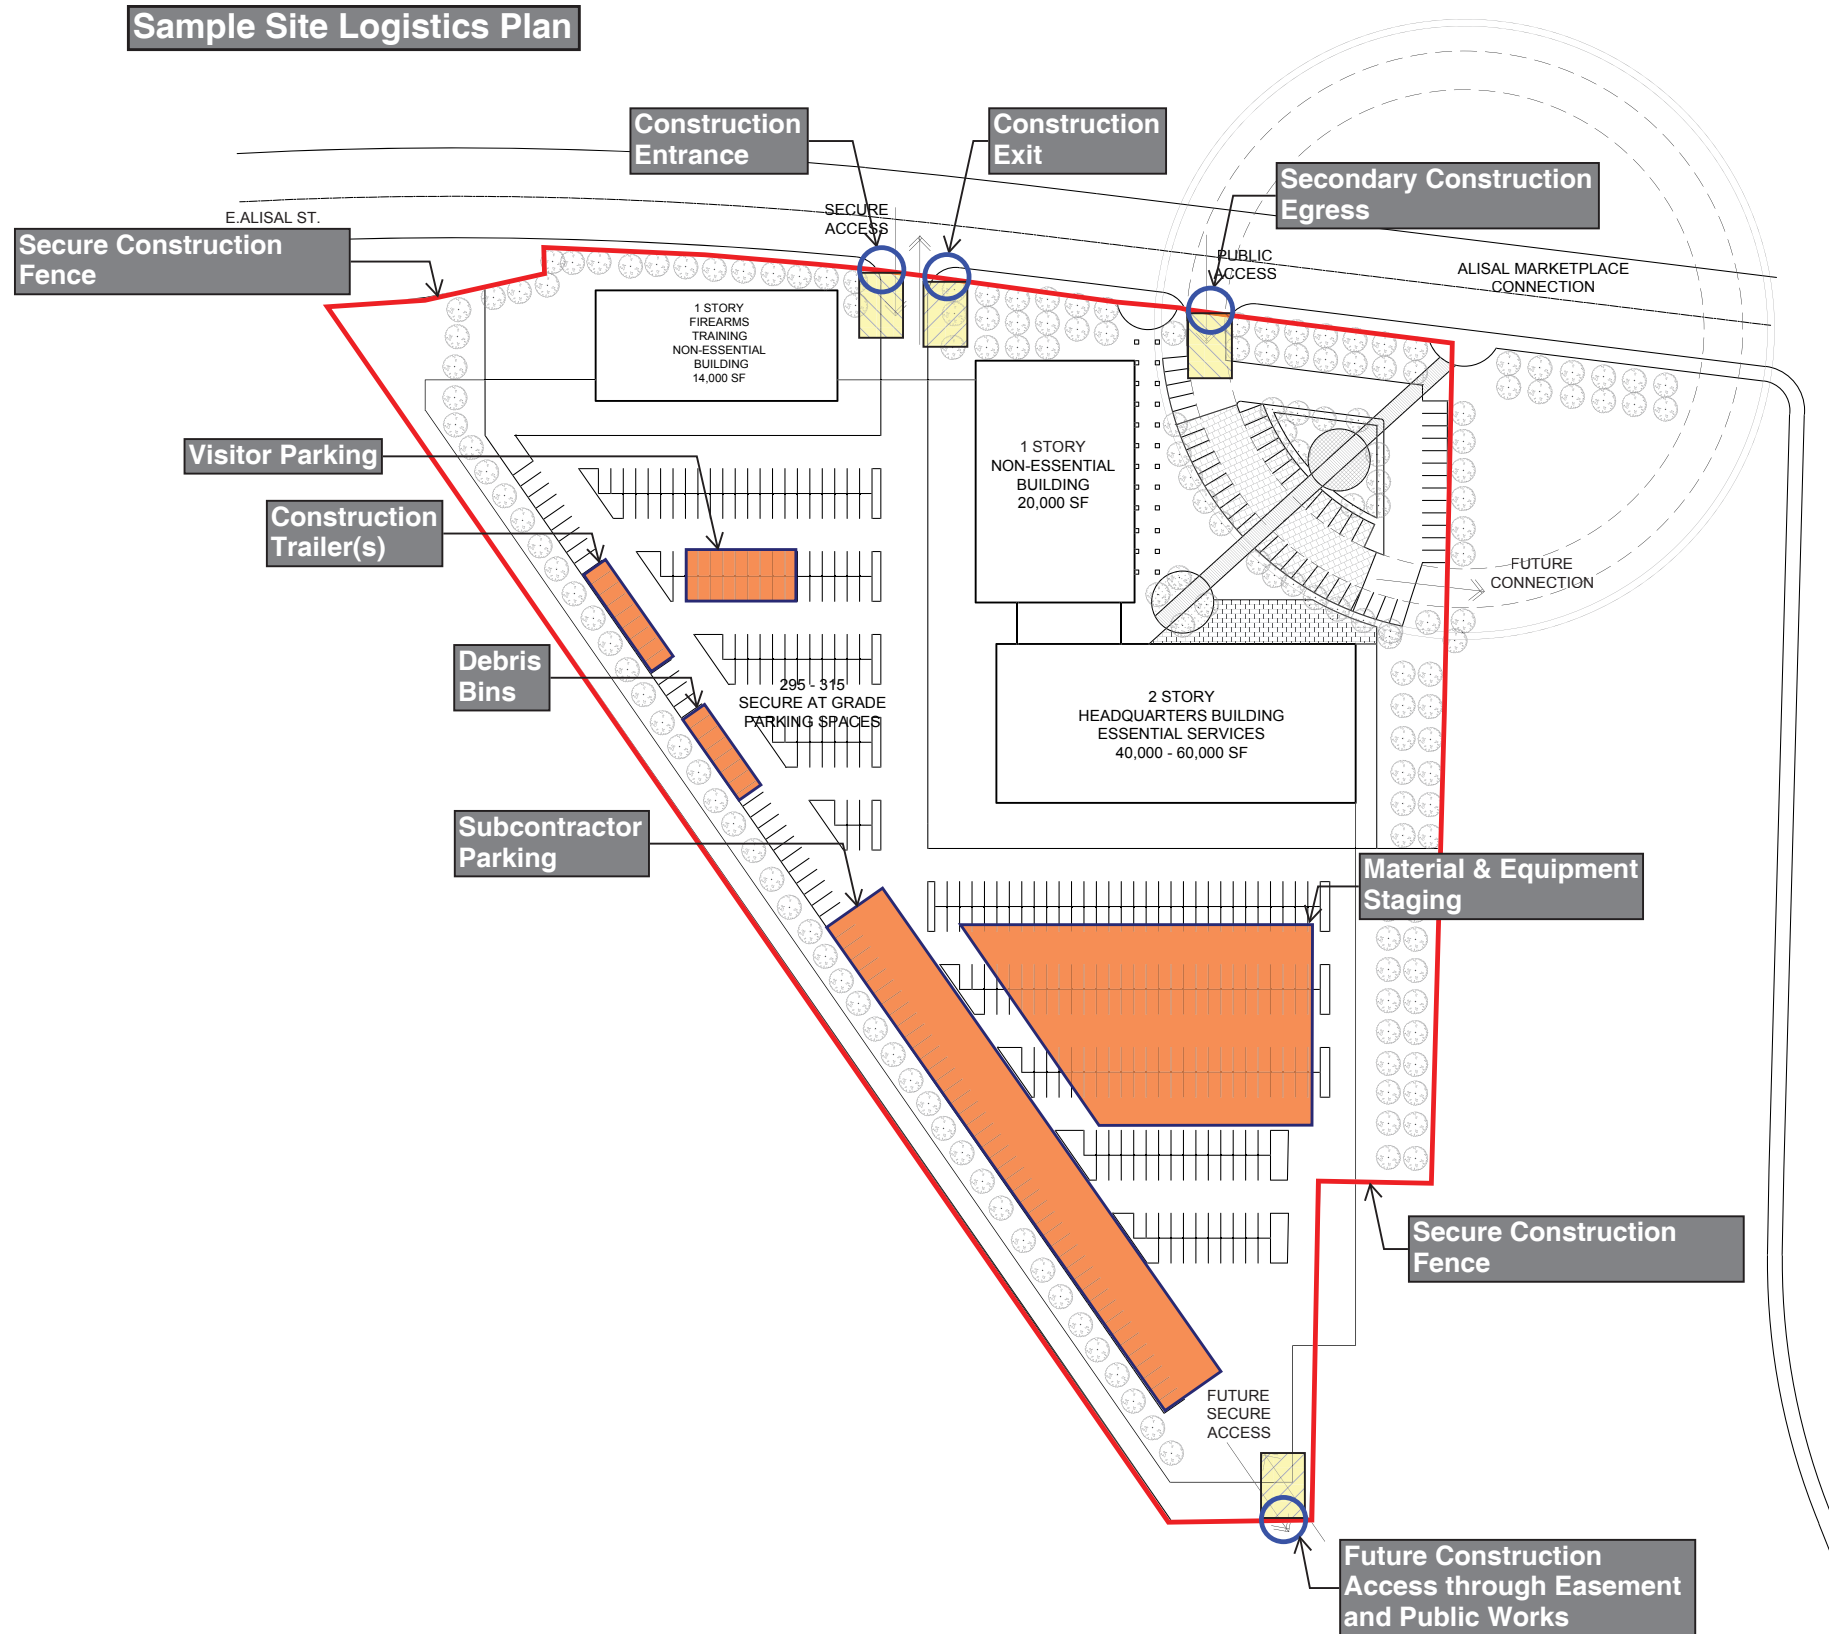 Sample Site Logistics Plan
Construction
Entrance
Construction
Exit
Secondary Construction
Egress
E.ALISAL ST.
SECURE
ACCESS
Secure Construction
Fence
PUBLIC
ACCESS
ALISAL MARKETPLACE
CONNECTION
1 STORY
FIREARMS
TRAINING
NON-ESSENTIAL
BUILDING
14,000 SF
Visitor Parking
1 STORY
NON-ESSENTIAL
BUILDING
20,000 SF
Construction
Trailer(s)
FUTURE
CONNECTION
Debris
Bins
295 - 315
SECURE AT GRADE
PARKING SPACES
2 STORY
HEADQUARTERS BUILDING
ESSENTIAL SERVICES
40,000 - 60,000 SF
Subcontractor
Parking
Material & Equipment
Staging
Secure Construction
Fence
FUTURE
SECURE
ACCESS
Future Construction
Access through Easement
and Public Works